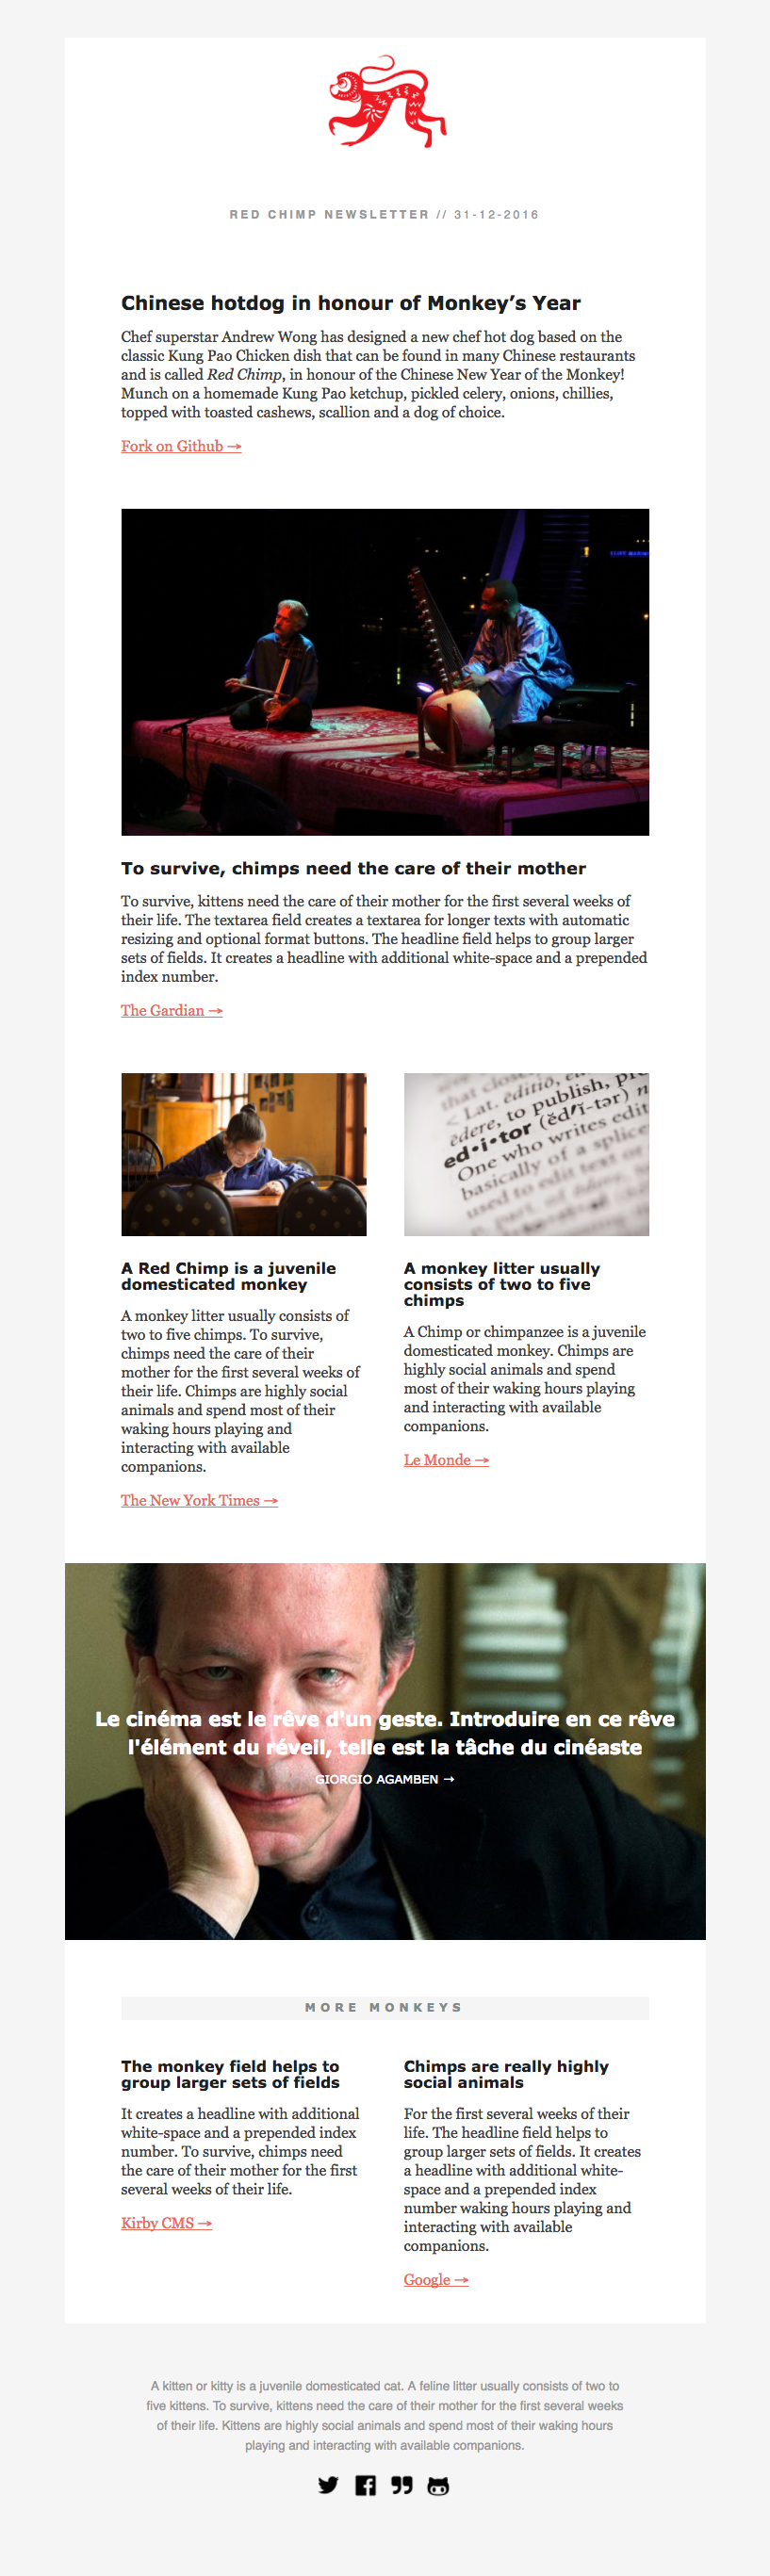 RED CHIMP NEWSLETTER // 31-12-2016
Chinese hotdog in honour of Monkey’s Year
Chef superstar Andrew Wong has designed a new chef hot dog based on the
classic Kung Pao Chicken dish that can be found in many Chinese restaurants
and is called Red Chimp, in honour of the Chinese New Year of the Monkey!
Munch on a homemade Kung Pao ketchup, pickled celery, onions, chillies,
topped with toasted cashews, scallion and a dog of choice.
Fork on Github →
To survive, chimps need the care of their mother
To survive, kittens need the care of their mother for the first several weeks of
their life. The textarea field creates a textarea for longer texts with automatic
resizing and optional format buttons. The headline field helps to group larger
sets of fields. It creates a headline with additional white-space and a prepended
index number.
The Gardian →
A Red Chimp is a juvenile
domesticated monkey
A monkey litter usually consists of
two to five chimps. To survive,
chimps need the care of their
mother for the first several weeks of
their life. Chimps are highly social
animals and spend most of their
waking hours playing and
interacting with available
companions.
The New York Times →
that
< Lat. ēditiō,
ēdere, to publish,
ed•i•tor (ĕd′ĭ-tər) n
One who writes edit
basically of a splice
used to edit text or
A monkey litter usually
consists of two to five
chimps
A Chimp or chimpanzee is a juvenile
domesticated monkey. Chimps are
highly social animals and spend
most of their waking hours playing
and interacting with available
companions.
Le Monde →
Le cinéma est le rêve d'un geste. Introduire en ce rêve
l'élément du réveil, telle est la tâche du cinéaste
GIORGIO AGAMBEN →
MORE MONKEYS
The monkey field helps to
group larger sets of fields
It creates a headline with additional
white-space and a prepended index
number. To survive, chimps need
the care of their mother for the first
several weeks of their life.
Kirby CMS →
Chimps are really highly
social animals
For the first several weeks of their
life. The headline field helps to
group larger sets of fields. It creates
a headline with additional white-
space and a prepended index
number waking hours playing and
interacting with available
companions.
Google →
A kitten or kitty is a juvenile domesticated cat. A feline litter usually consists of two to
five kittens. To survive, kittens need the care of their mother for the first several weeks
of their life. Kittens are highly social animals and spend most of their waking hours
playing and interacting with available companions.